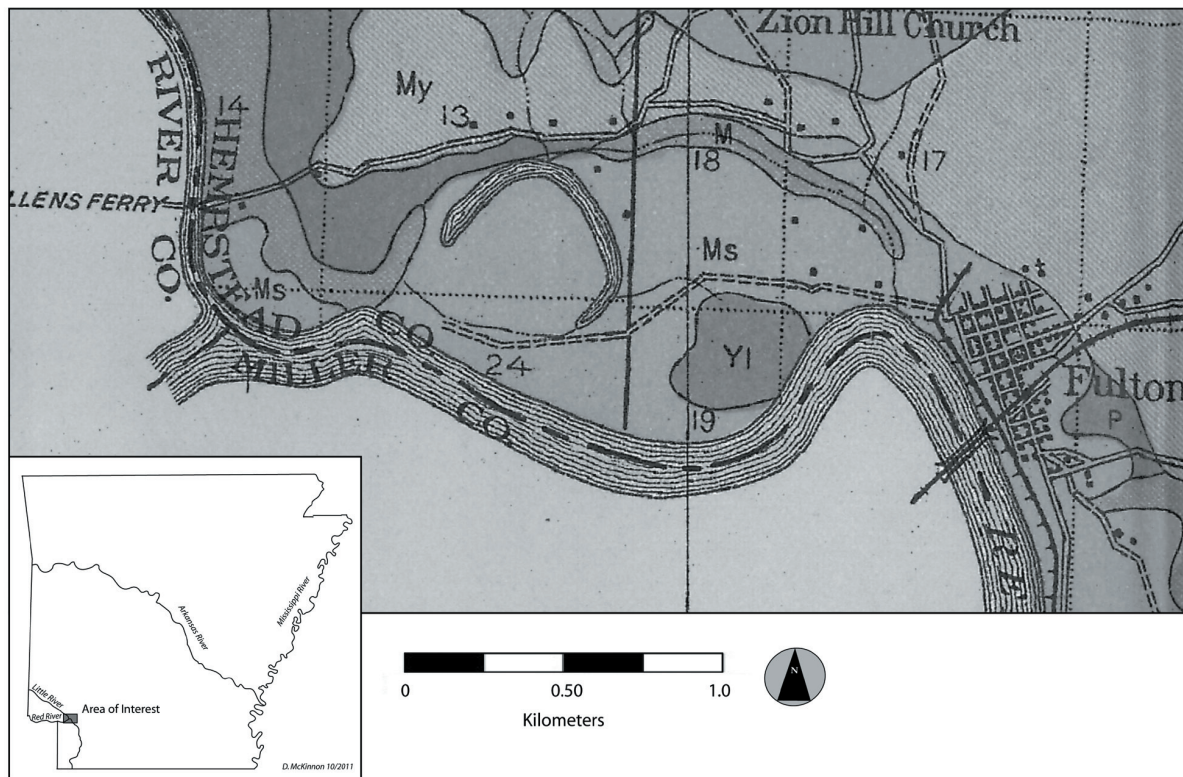 Zion Hill Church
RIVER CO.
14
HEMPSTEAD CO.
My
13
M
18
17
LLENS FERRY
Ms
Ms
MILLER CO.
24
Yl
19
Fulton
P
RE
Arkansas River
Mississippi River
Little River
Red River
Area of Interest
D. McKinnon 10/2011
0
0.50
1.0
Kilometers
N